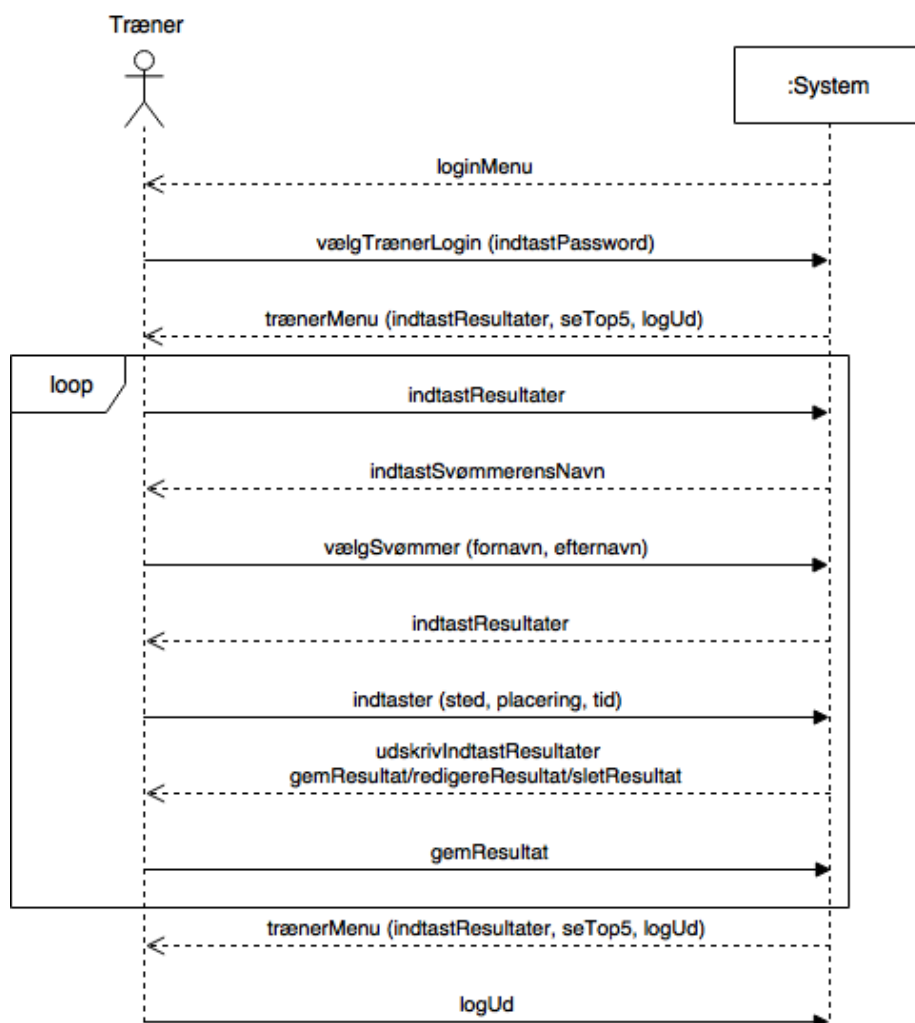 Træner
:System
loginMenu
vælgTrænerLogin (indtastPassword)
trænerMenu (indtastResultater, seTop5, logUd)
loop
indtastResultater
indtastSvømmerensNavn
vælgSvømmer (fornavn, efternavn)
indtastResultater
indtaster (sted, placering, tid)
udskrivIndtastResultater
gemResultat/redigereResultat/sletResultat
gemResultat
trænerMenu (indtastResultater, seTop5, logUd)
logUd